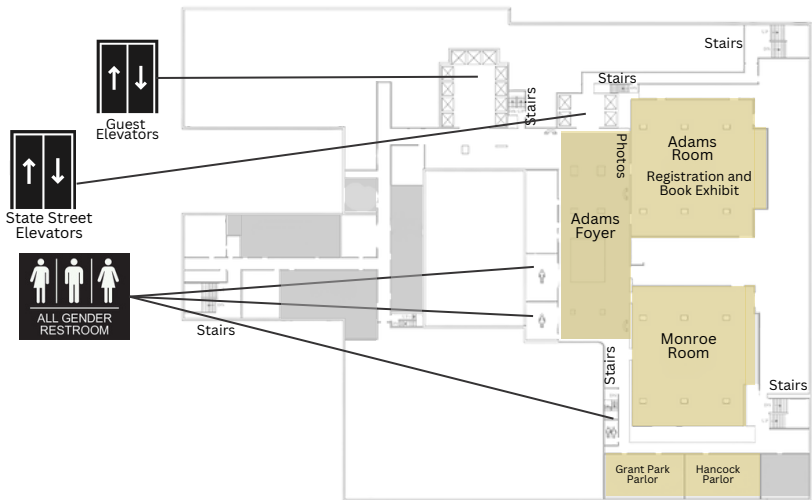 Stairs
Guest
Elevators
Stairs
Stairs
Photos
Adams
Room
Registration and
Book Exhibit
State Street
Elevators
Adams
Foyer
ALL GENDER
RESTROOM
Stairs
Monroe
Room
Stairs
Stairs
Grant Park
Parlor
Hancock
Parlor